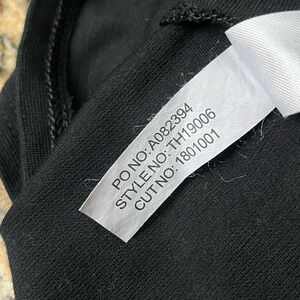 PO NO: A082394
STYLE NO: TH19006
CUT NO: 1801001